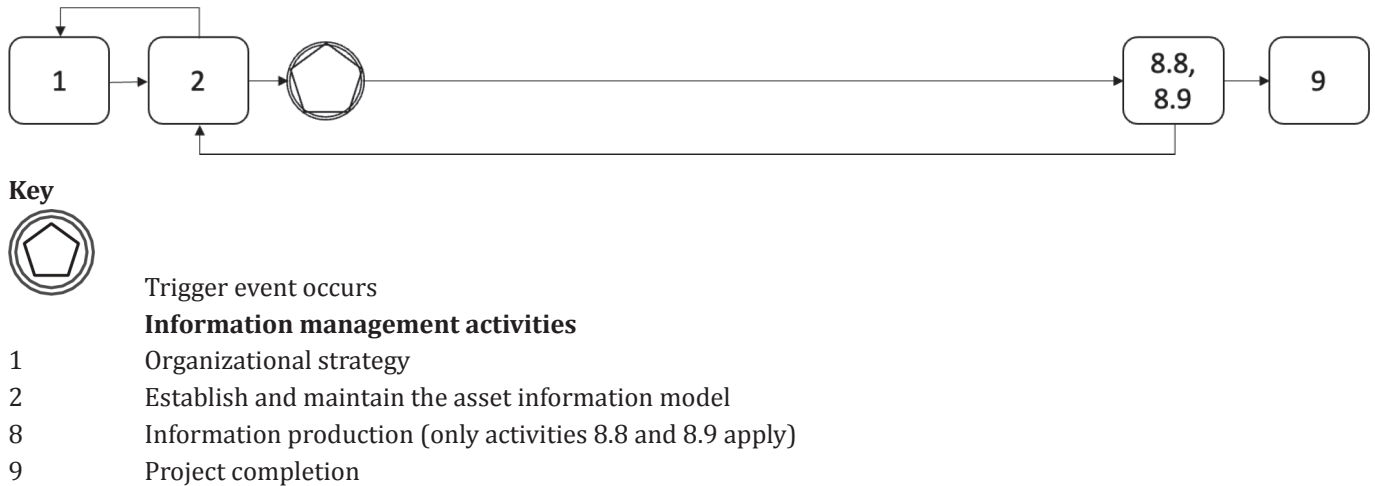 1
2
8.8,
8.9
9
Key
Trigger event occurs
Information management activities
1 Organizational strategy
2 Establish and maintain the asset information model
8 Information production (only activities 8.8 and 8.9 apply)
9 Project completion